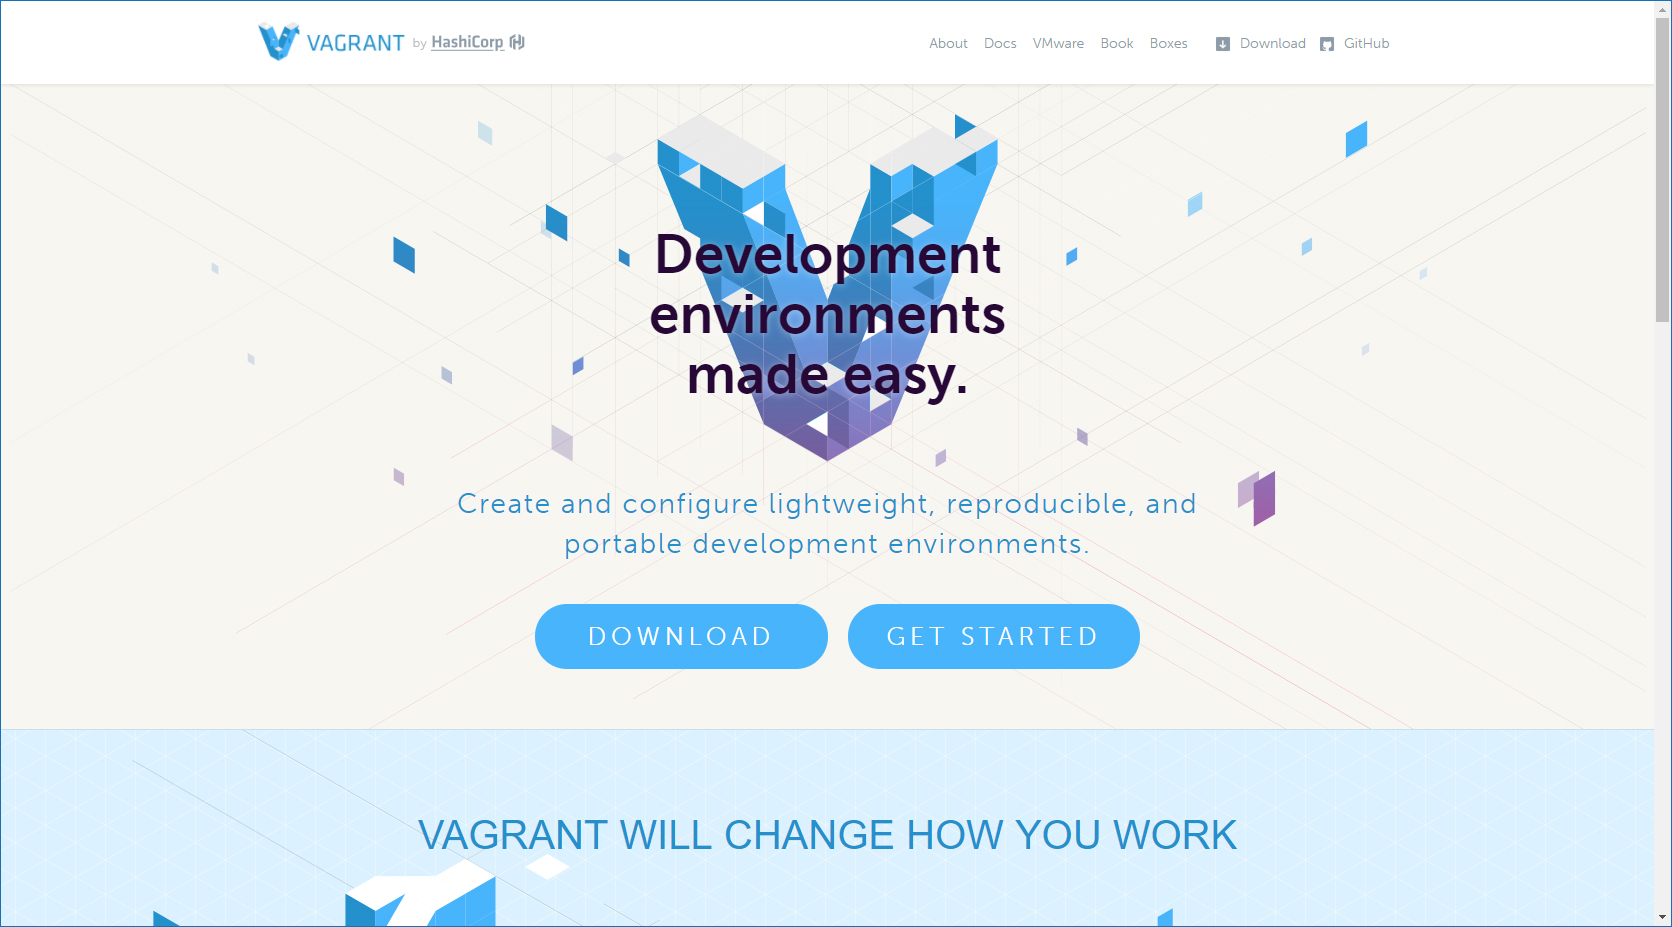 VAGRANT by HashiCorp
About Docs VMware Book Boxes Download GitHub
Development
environments
made easy.
Create and configure lightweight, reproducible, and
portable development environments.
DOWNLOAD GET STARTED
VAGRANT WILL CHANGE HOW YOU WORK